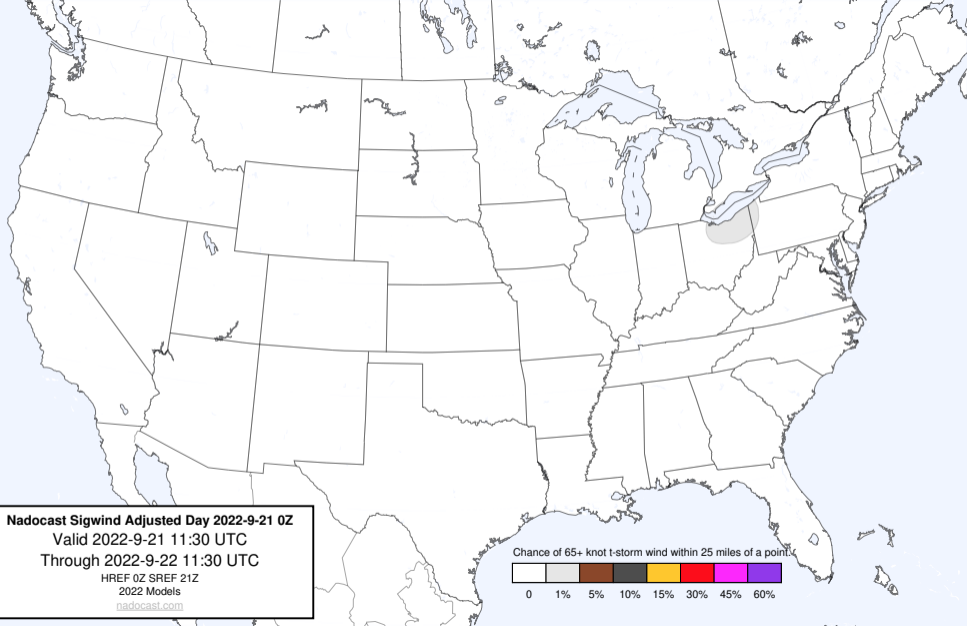 Nadocast Sigwind Adjusted Day 2022-9-21 0Z
Valid 2022-9-21 11:30 UTC
Through 2022-9-22 11:30 UTC
HREF 0Z SREF 21Z
2022 Models
nadocast.com
Chance of 65+ knot t-storm wind within 25 miles of a point.
0 1% 5% 10% 15% 30% 45% 60%